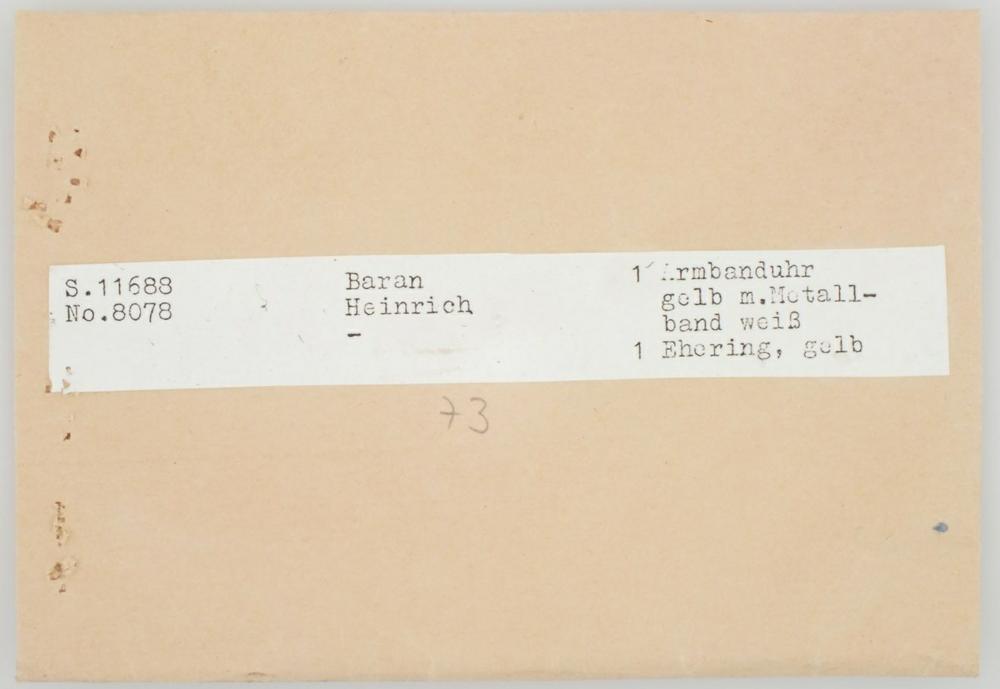 S.11688
No.8078
Baran
Heinrich
-
1 Armbanduhr
gelb m.Metall-
band weiß
1 Ehering, gelb
73